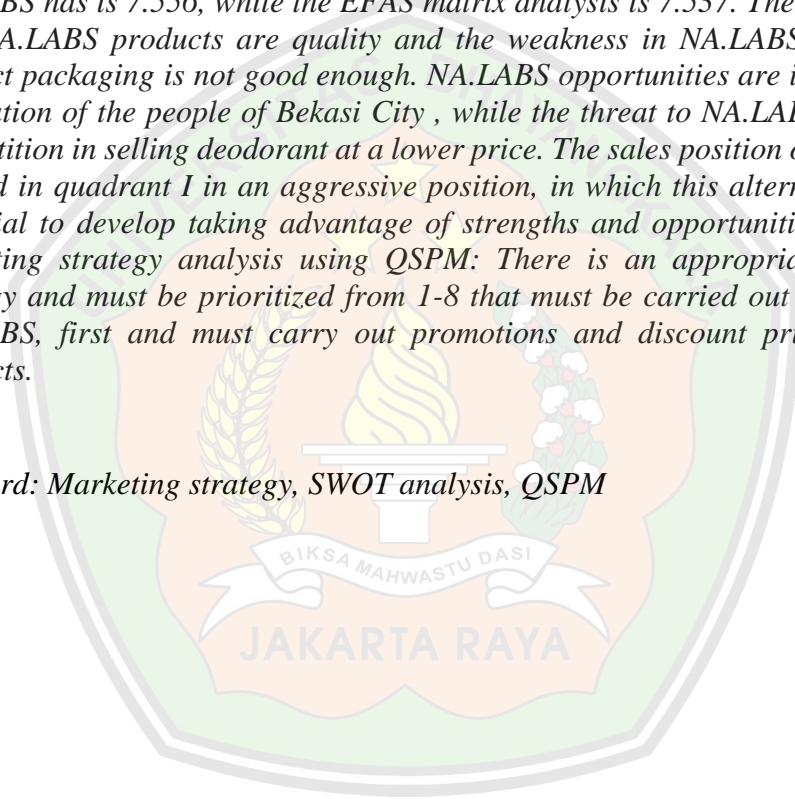 BS has is 7.556, while the EFAS matrix analysis is 7.537. The
A.LABS products are quality and the weakness in NA.LABS
ct packaging is not good enough. NA.LABS opportunities are i
ation of the people of Bekasi City , while the threat to NA.LAB
tition in selling deodorant at a lower price. The sales position o
d in quadrant I in an aggressive position, in which this altern
ial to develop taking advantage of strengths and opportuniti
ting strategy analysis using QSPM: There is an appropria
y and must be prioritized from 1-8 that must be carried out
BS, first and must carry out promotions and discount pri
cts.
rd: Marketing strategy, SWOT analysis, QSPM
UNIVERSITAS BHAYANGKARA
BIKSA MAHWASTU DASI
JAKARTA RAYA